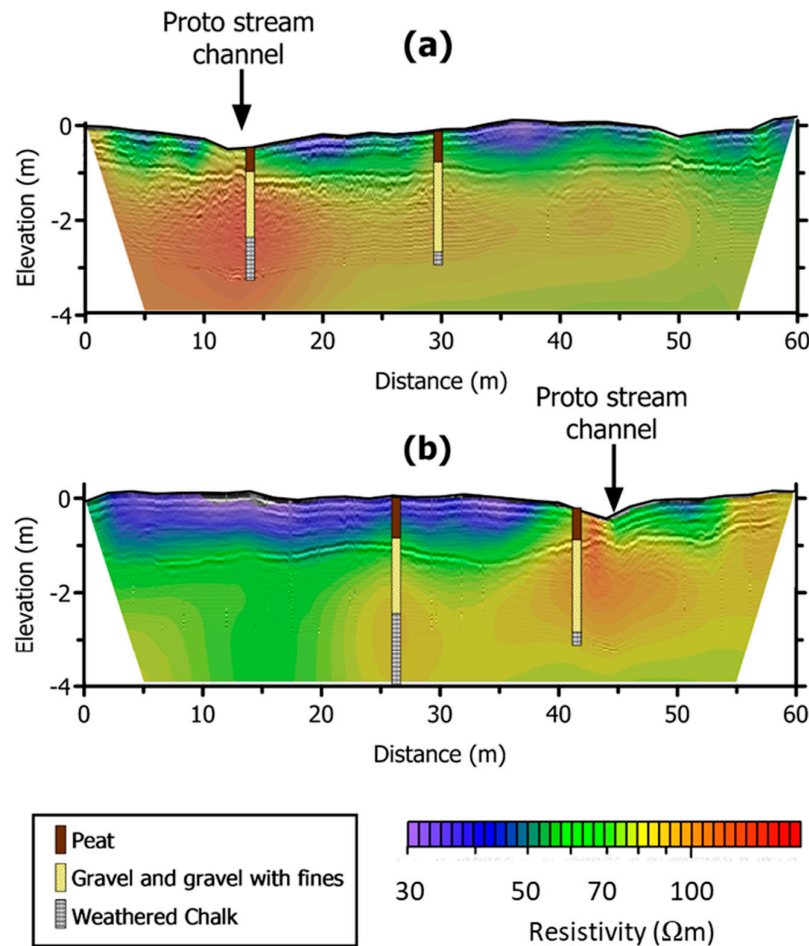 Proto stream
channel
(a)
0
-2
-4
Elevation (m)
0 10 20 30 40 50 60
Distance (m)
Proto stream
channel
(b)
0
-2
-4
Elevation (m)
0 10 20 30 40 50 60
Distance (m)
Peat
Gravel and gravel with fines
Weathered Chalk
30 50 70 100
Resistivity (Ωm)